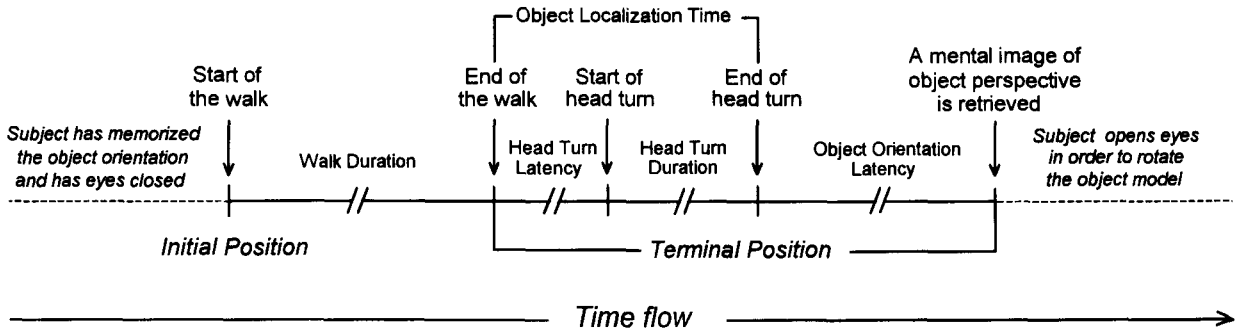 Object Localization Time
Start of
the walk
End of
the walk
Start of
head turn
End of
head turn
A mental image of
object perspective
is retrieved
Subject has memorized
the object orientation
and has eyes closed
Walk Duration
Head Turn
Latency
Head Turn
Duration
Object Orientation
Latency
Subject opens eyes
in order to rotate
the object model
Initial Position
Terminal Position
Time flow